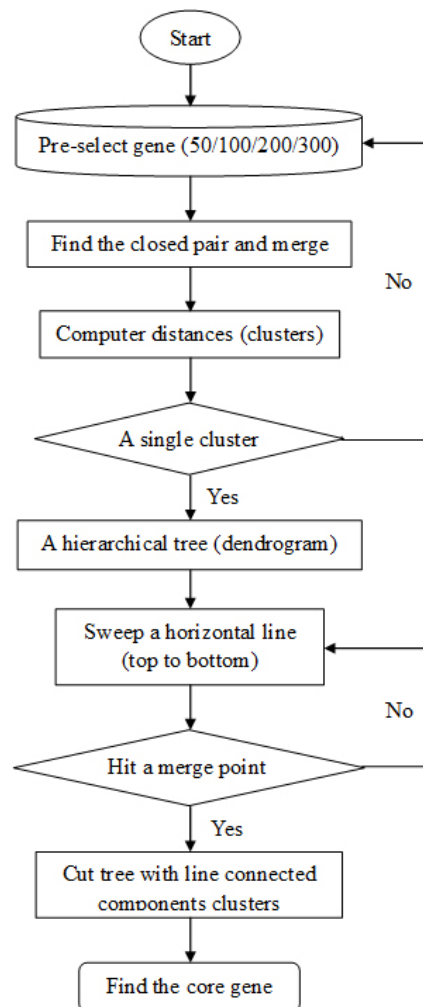 Start
Pre-select gene (50/100/200/300)
Find the closed pair and merge
No
Computer distances (clusters)
A single cluster
Yes
A hierarchical tree (dendrogram)
Sweep a horizontal line
(top to bottom)
No
Hit a merge point
Yes
Cut tree with line connected
components clusters
Find the core gene